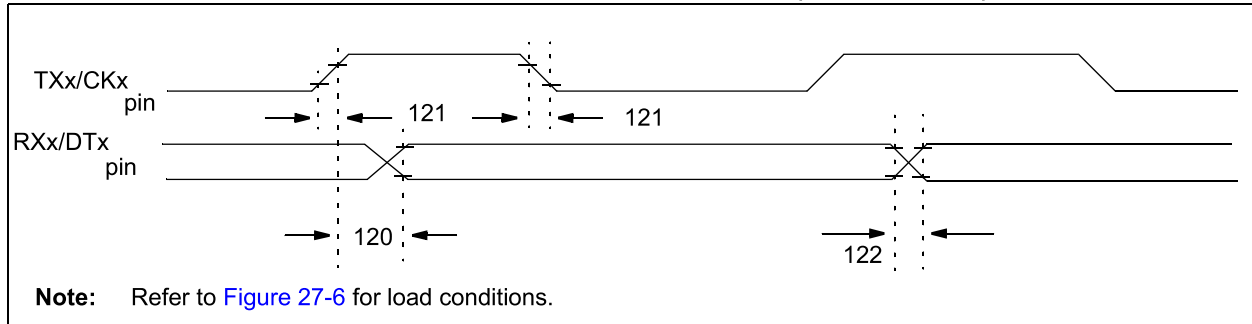 TXx/CKx
pin
121
121
RXx/DTx
pin
120
122
Note: Refer to Figure 27-6 for load conditions.